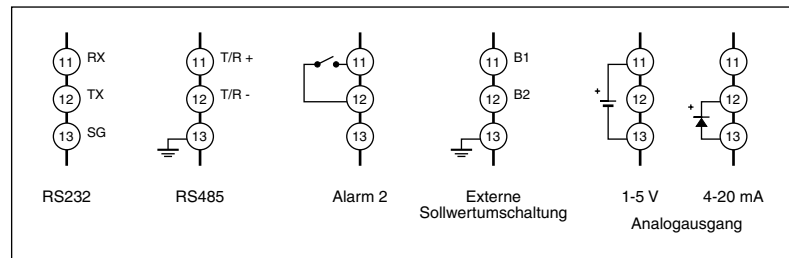 11 RX
12 TX
13 SG
RS232
11 T/R +
12 T/R -
13
RS485
11
12
13
Alarm 2
11 B1
12 B2
13
Externe
Sollwertumschaltung
+
11
12
13
1-5 V
11
+
12
13
4-20 mA
Analogausgang